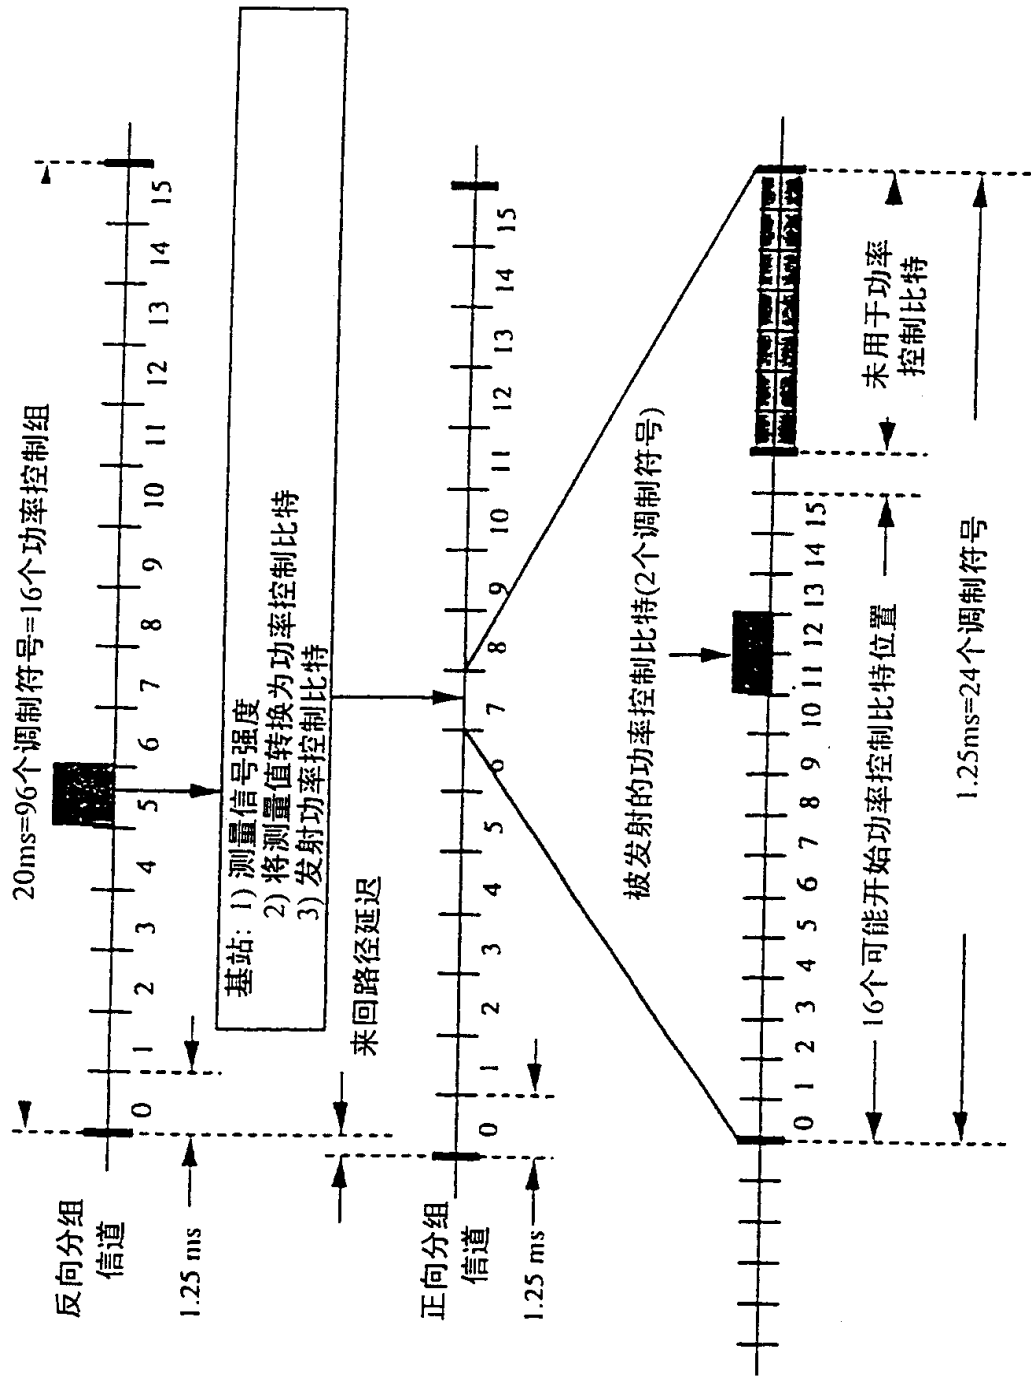 20ms=96个调制符号=16个功率控制组
反向分组
信道
0 1 2 3 4 5 6 7 8 9 10 11 12 13 14 15
1.25 ms
基站: 1) 测量信号强度
2) 将测量值转换为功率控制比特
3) 发射功率控制比特
来回路径延迟
正向分组
信道
0 1 2 3 4 5 6 7 8 9 10 11 12 13 14 15
1.25 ms
被发射的功率控制比特(2个调制符号)
0 1 2 3 4 5 6 7 8 9 10 11 12 13 14 15
16个可能开始功率控制比特位置
未用于功率
控制比特
1.25ms=24个调制符号